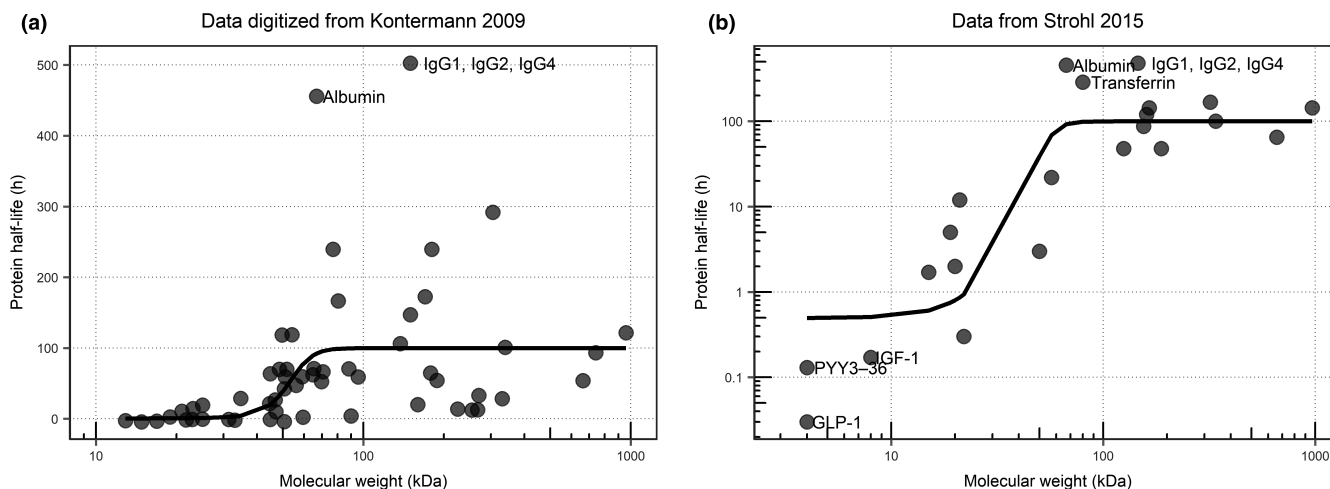 (a) Data digitized from Kontermann 2009
Protein half-life (h)
500
400
300
200
100
0
IgG1, IgG2, IgG4
Albumin
10 100 1000
Molecular weight (kDa)
(b) Data from Strohl 2015
Protein half-life (h)
100
10
1
0.1
Albumin IgG1, IgG2, IgG4
Transferrin
IGF-1
PYY3–36
GLP-1
10 100 1000
Molecular weight (kDa)